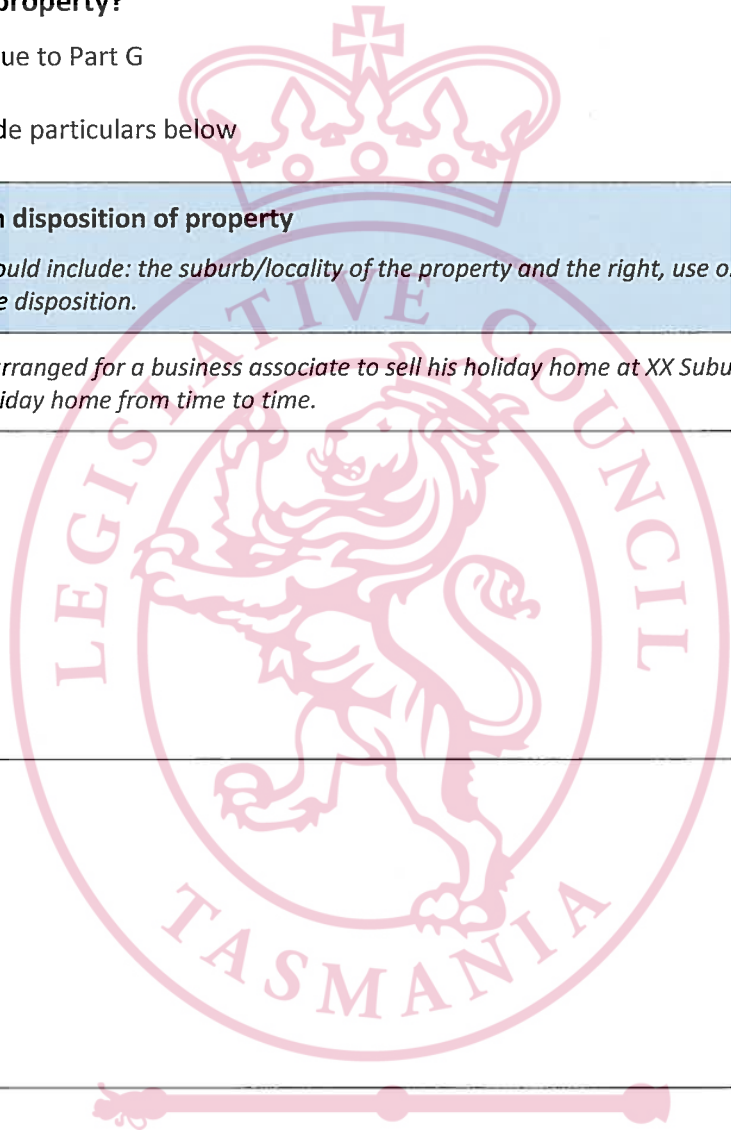 property?
ue to Part G
de particulars below
n disposition of property
ould include: the suburb/locality of the property and the right, use o
e disposition.
rranged for a business associate to sell his holiday home at XX Subu
iday home from time to time.
LEGISLATIVE COUNCIL
TASMANIA